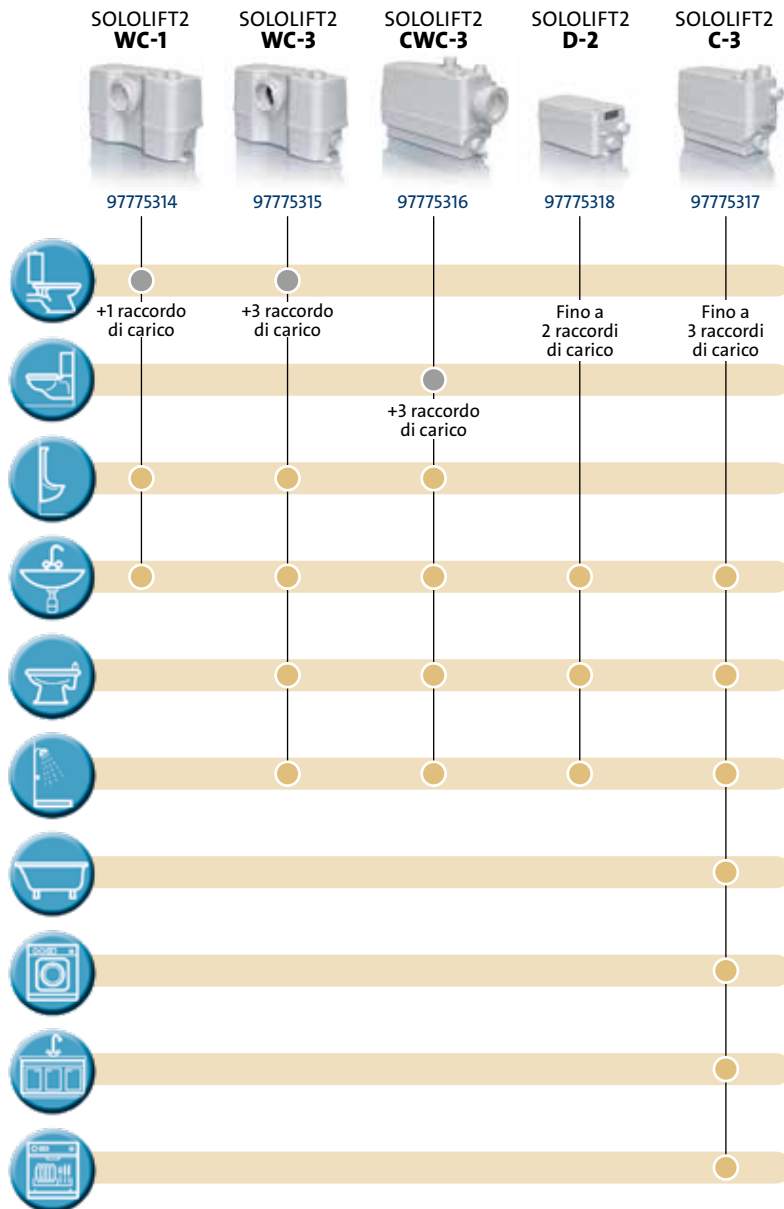 SOLOLIFT2
WC-1
SOLOLIFT2
WC-3
SOLOLIFT2
CWC-3
SOLOLIFT2
D-2
SOLOLIFT2
C-3
97775314
97775315
97775316
97775318
97775317
+1 raccordo
di carico
+3 raccordo
di carico
Fino a
2 raccordi
di carico
Fino a
3 raccordi
di carico
+3 raccordo
di carico